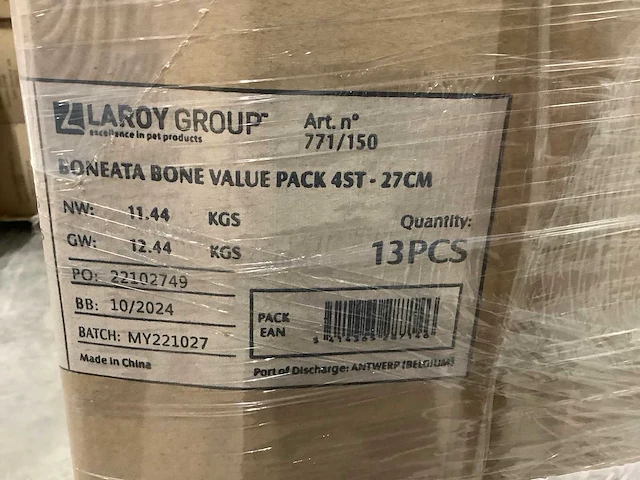 LAROY GROUP
excellence in pet products
Art. n°
771/150
BONEATA BONE VALUE PACK 4ST - 27CM
NW: 11.44 KGS
GW: 12.44 KGS
Quantity:
13PCS
PO: 22102749
BB: 10/2024
BATCH: MY221027
PACK
EAN
Made in China
Port of Discharge: ANTWERP (BELGIUM)